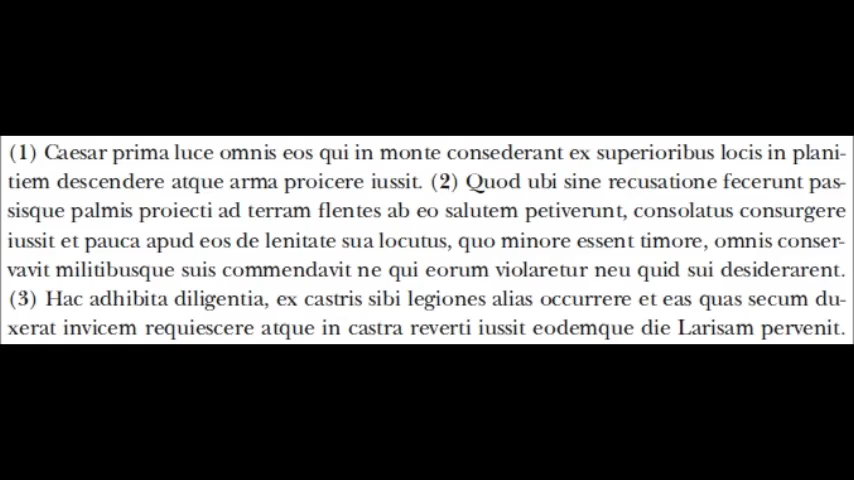 (1) Caesar prima luce omnis eos qui in monte consederant ex superioribus locis in plani-
tiem descendere atque arma proicere iussit. (2) Quod ubi sine recusatione fecerunt pas-
sisque palmis proiecti ad terram flentes ab eo salutem petiverunt, consolatus consurgere
iussit et pauca apud eos de lenitate sua locutus, quo minore essent timore, omnis conser-
vavit militibusque suis commendavit ne qui eorum violaretur neu quid sui desiderarent.
(3) Hac adhibita diligentia, ex castris sibi legiones alias occurrere et eas quas secum du-
xerat invicem requiescere atque in castra reverti iussit eodemque die Larisam pervenit.